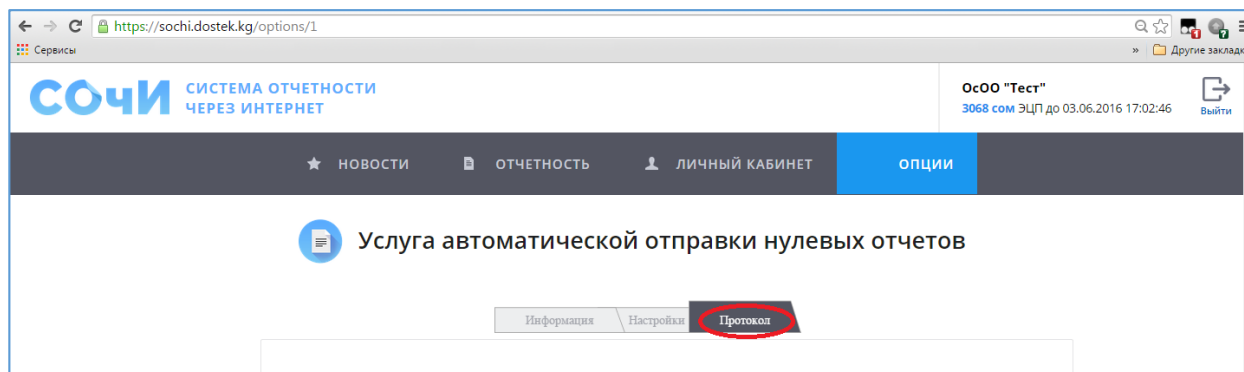 https://sochi.dostek.kg/options/1
Сервисы
» Другие закладк
СОчИ СИСТЕМА ОТЧЕТНОСТИ
ЧЕРЕЗ ИНТЕРНЕТ
ОсОО "Тест"
3068 сом ЭЦП до 03.06.2016 17:02:46
Выйти
НОВОСТИ ОТЧЕТНОСТЬ ЛИЧНЫЙ КАБИНЕТ ОПЦИИ
Услуга автоматической отправки нулевых отчетов
Информация Настройки Протокол